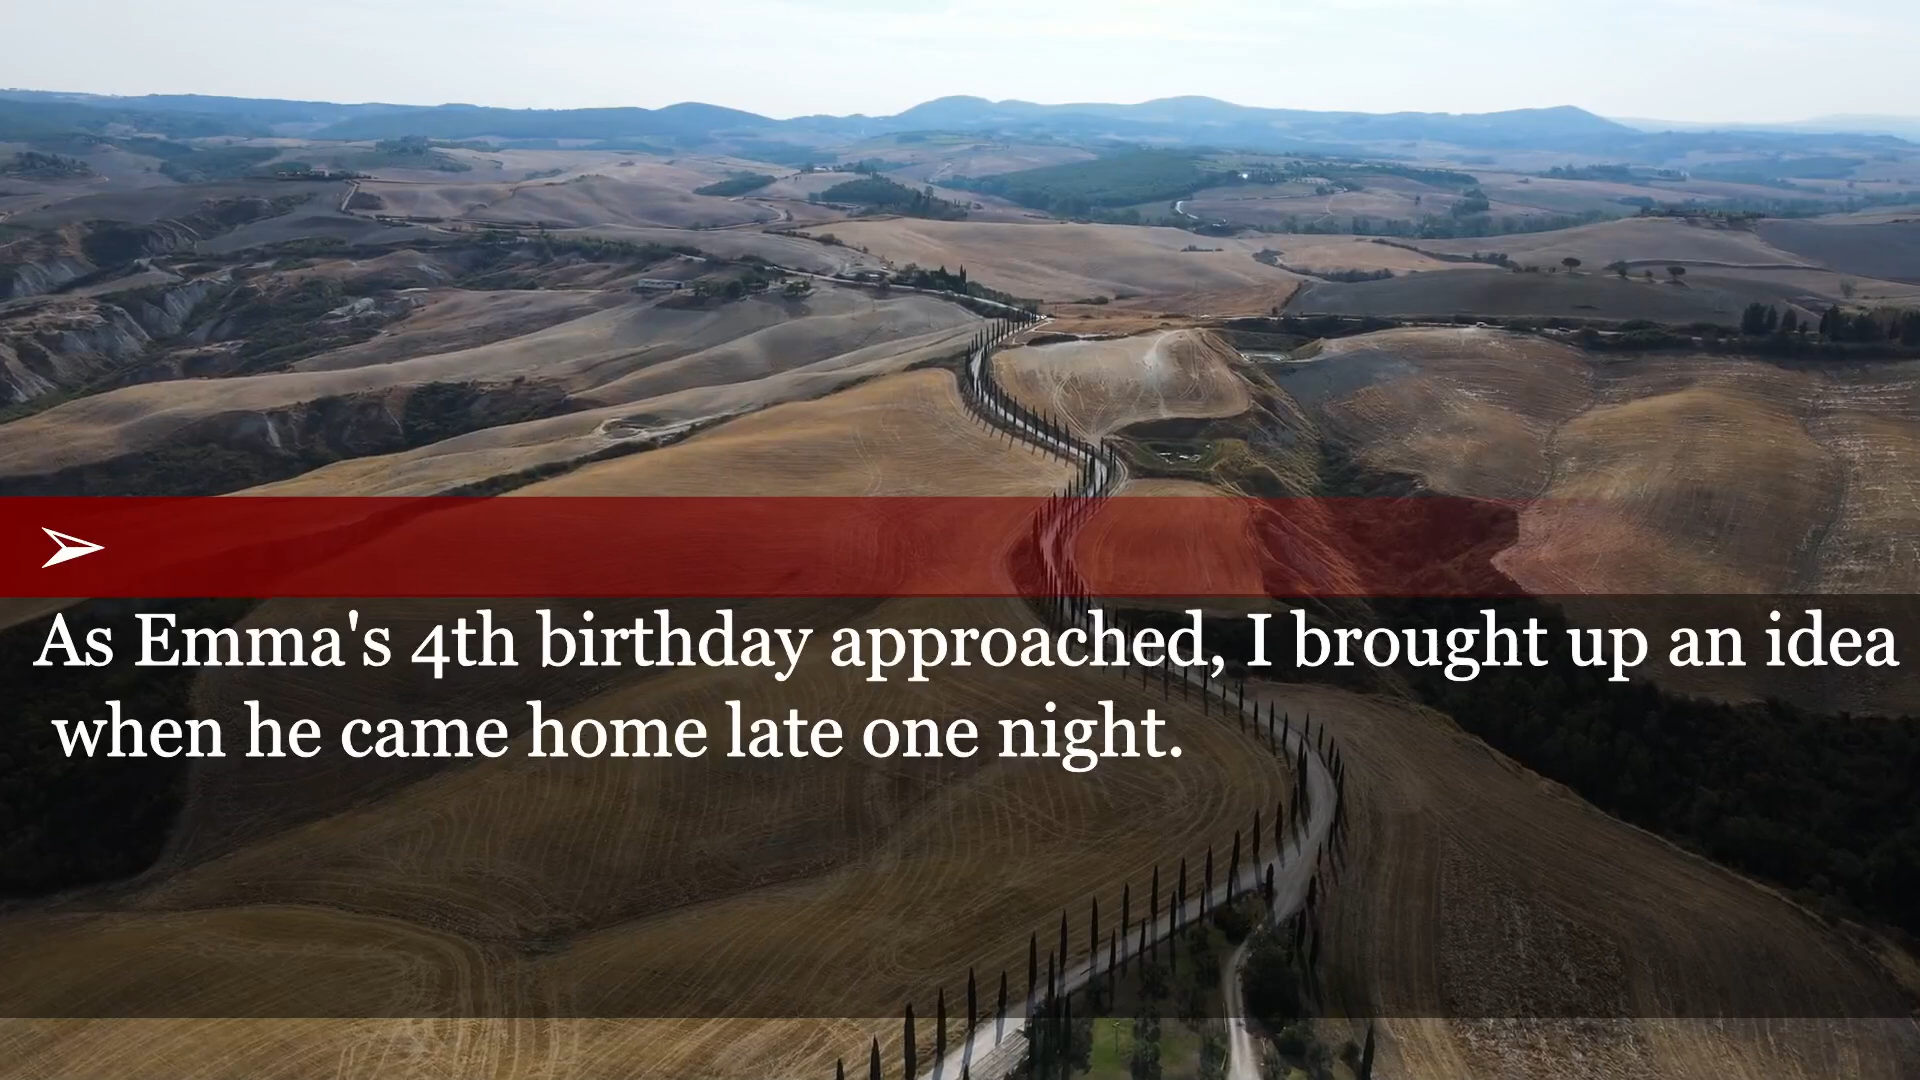 As Emma's 4th birthday approached, I brought up an idea
when he came home late one night.